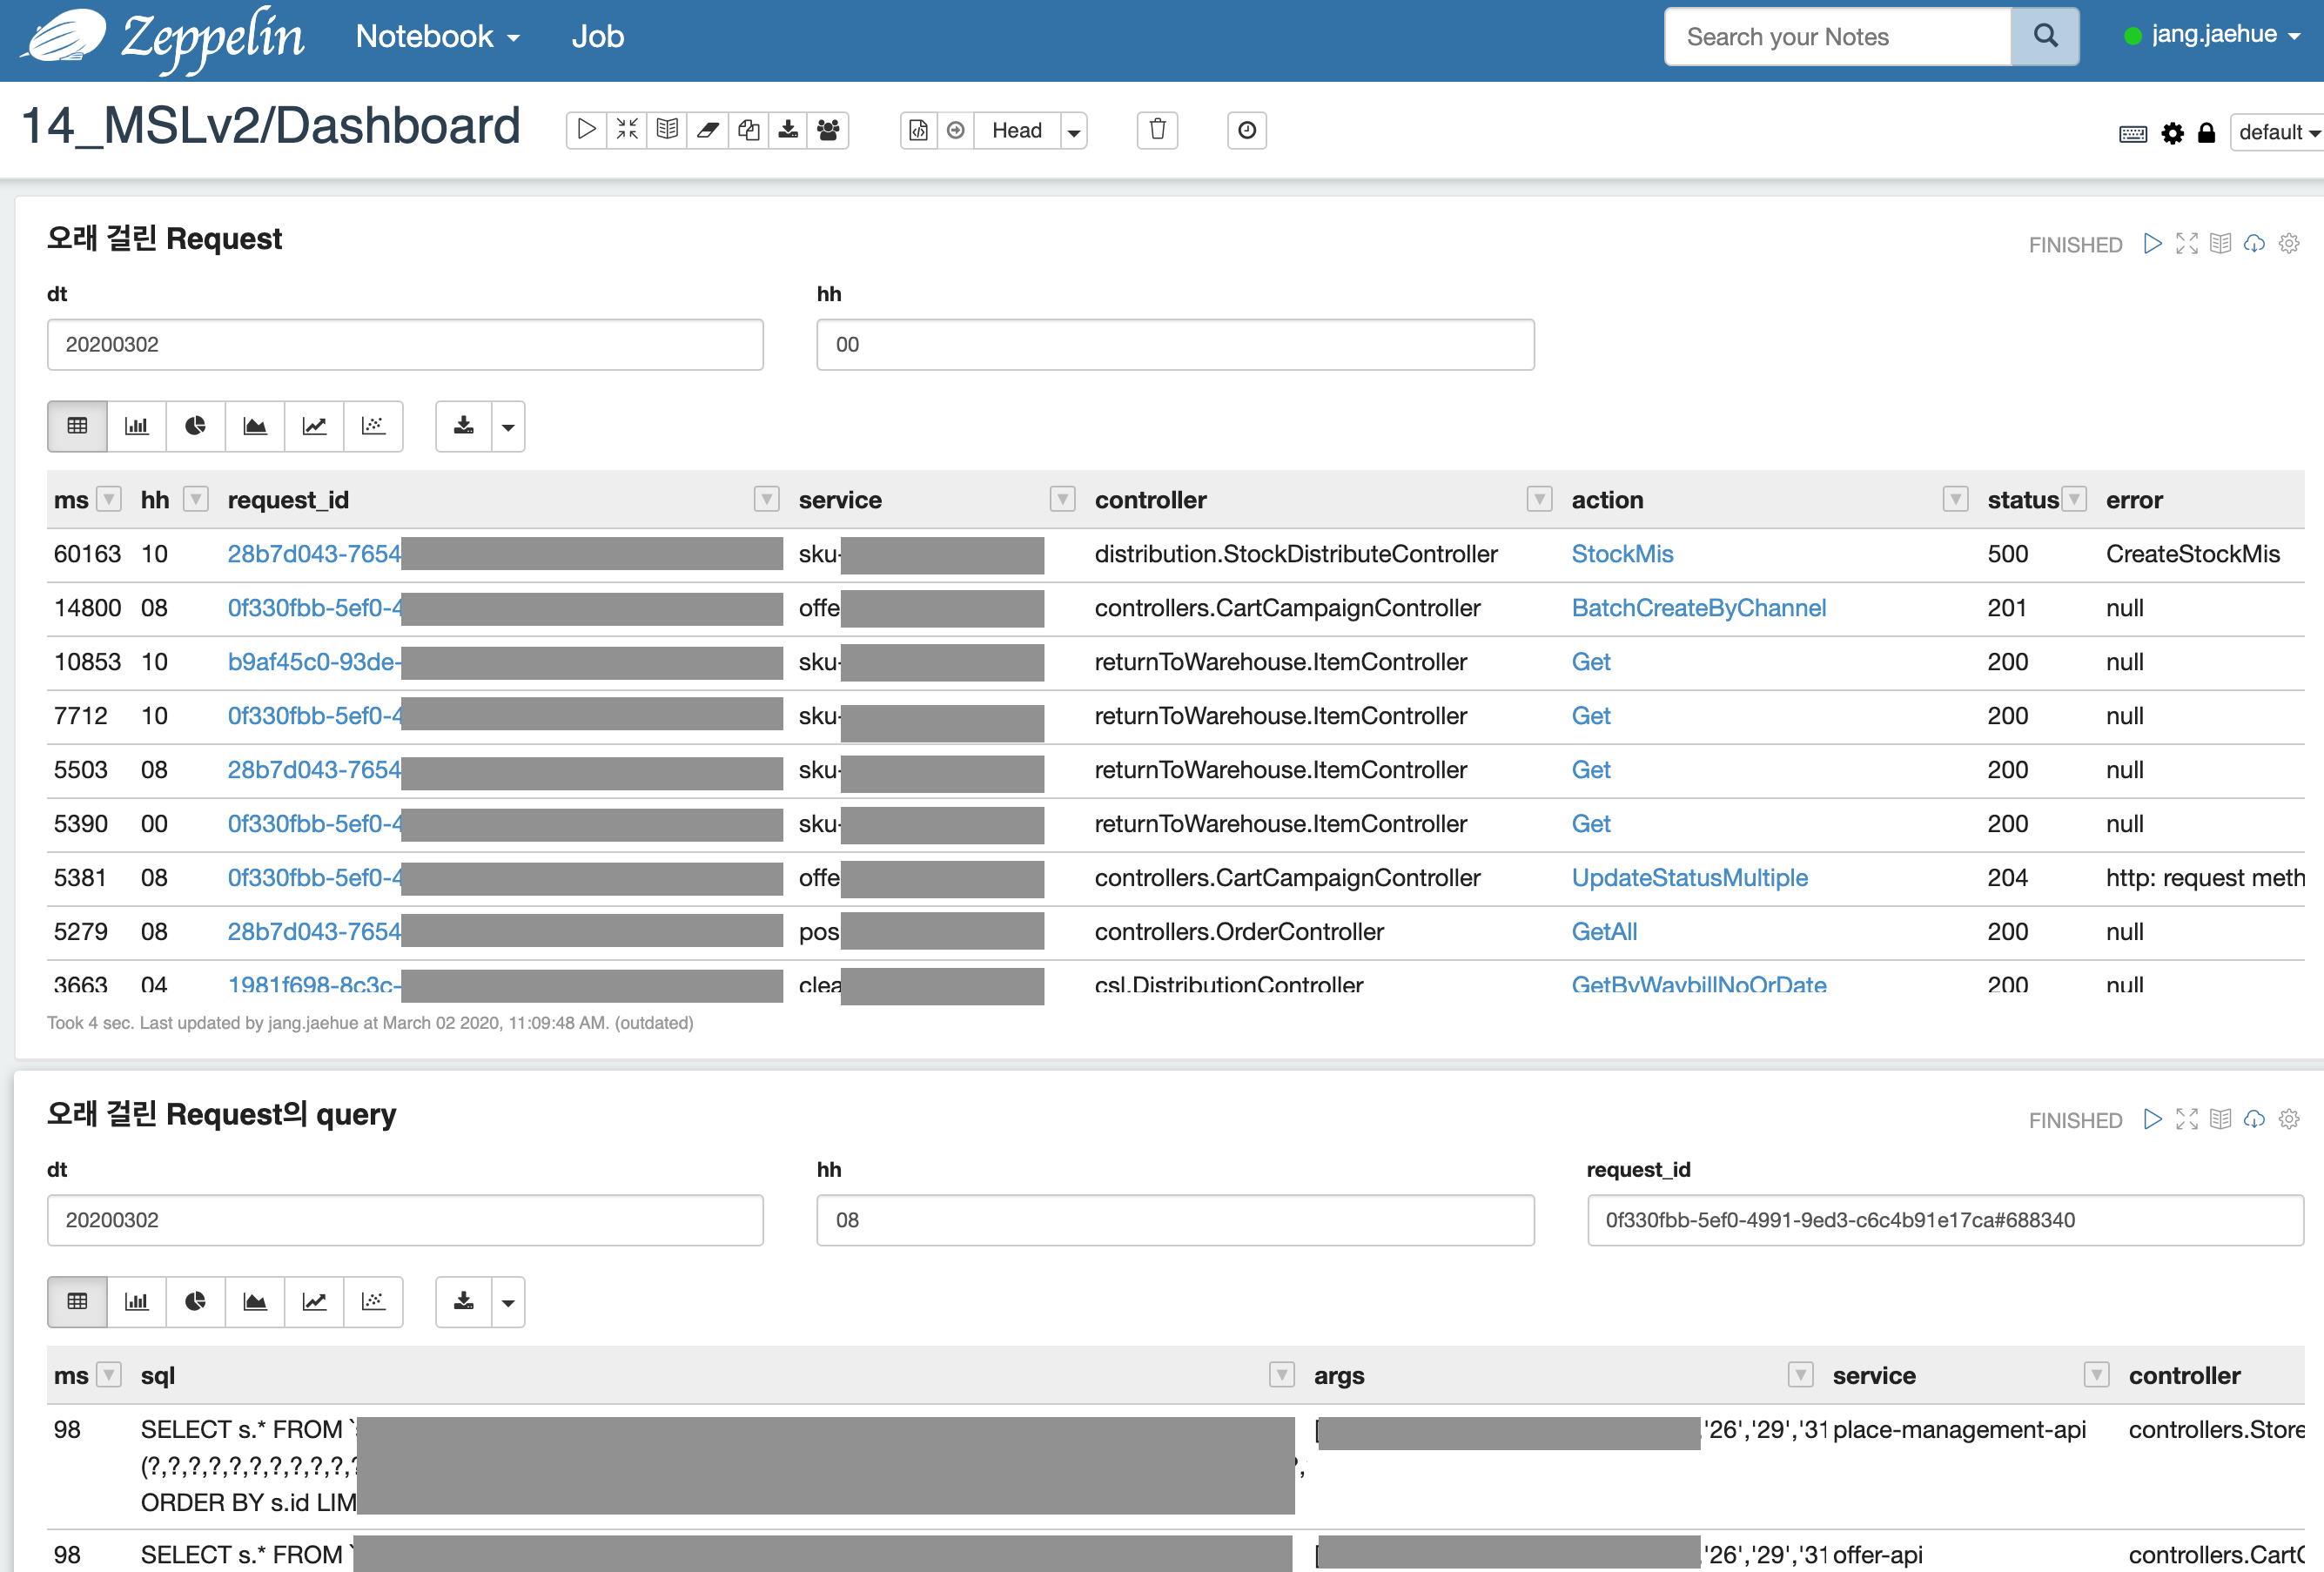 Zeppelin Notebook Job Search your Notes jang.jaehue
14_MSLv2/Dashboard Head default
오래 걸린 Request FINISHED
dt hh
20200302 00
ms hh request_id service controller action status error
60163 10 28b7d043-7654 sku- distribution.StockDistributeController StockMis 500 CreateStockMis
14800 08 0f330fbb-5ef0-4 offe controllers.CartCampaignController BatchCreateByChannel 201 null
10853 10 b9af45c0-93de- sku- returnToWarehouse.ItemController Get 200 null
7712 10 0f330fbb-5ef0-4 sku- returnToWarehouse.ItemController Get 200 null
5503 08 28b7d043-7654 sku- returnToWarehouse.ItemController Get 200 null
5390 00 0f330fbb-5ef0-4 sku- returnToWarehouse.ItemController Get 200 null
5381 08 0f330fbb-5ef0-4 offe controllers.CartCampaignController UpdateStatusMultiple 204 http: request meth
5279 08 28b7d043-7654 pos controllers.OrderController GetAll 200 null
3663 04 1981f698-8c3c- clea csl.DistributionController GetByWaybillNoOrDate 200 null
Took 4 sec. Last updated by jang.jaehue at March 02 2020, 11:09:48 AM. (outdated)
오래 걸린 Request의 query FINISHED
dt hh request_id
20200302 08 0f330fbb-5ef0-4991-9ed3-c6c4b91e17ca#688340
ms sql args service controller
98 SELECT s.* FROM ` [ '26','29','31 place-management-api controllers.Store
(?,?,?,?,?,?,?,?,?,?,? ,
ORDER BY s.id LIM
98 SELECT s.* FROM ` [ '26','29','31 offer-api controllers.CartC